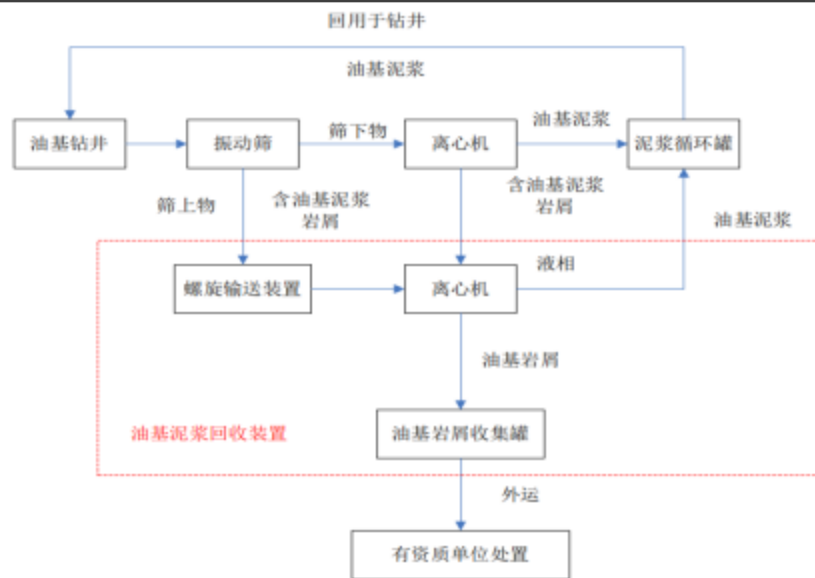 回用于钻井
油基泥浆
油基钻井
振动筛
筛下物
离心机
油基泥浆
泥浆循环罐
筛上物
含油基泥浆
岩屑
含油基泥浆
岩屑
油基泥浆
螺旋输送装置
离心机
液相
油基岩屑
油基泥浆回收装置
油基岩屑收集罐
外运
有资质单位处置